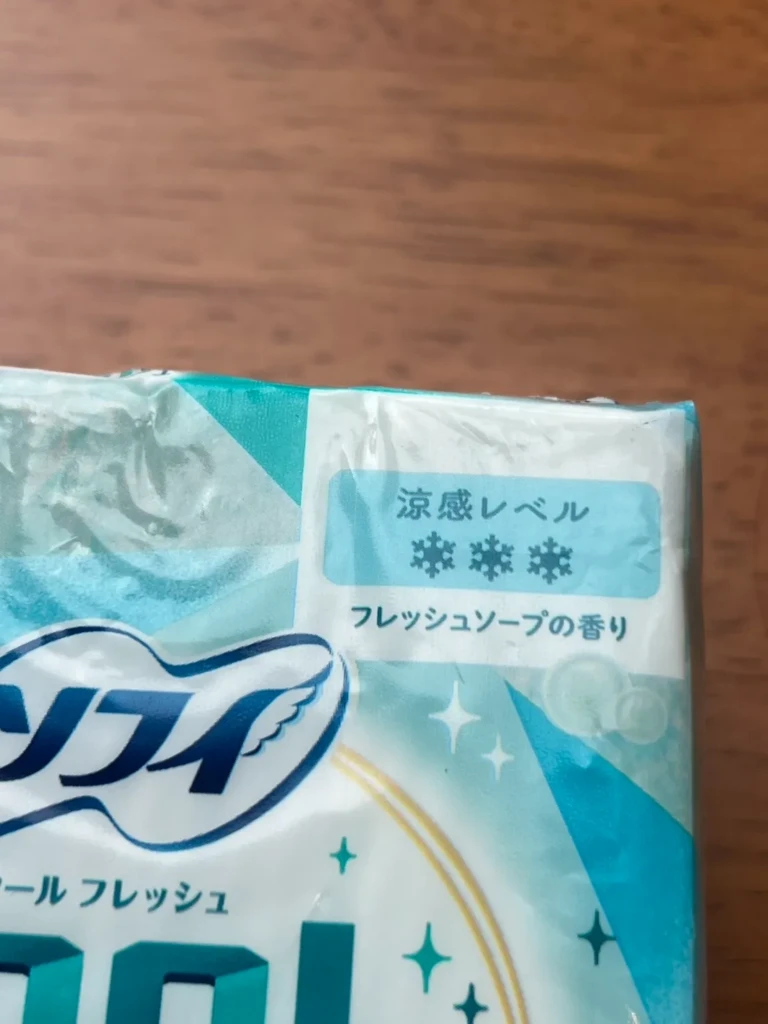 涼感レベル
フレッシュソープの香り
ソフィ
ール フレッシュ